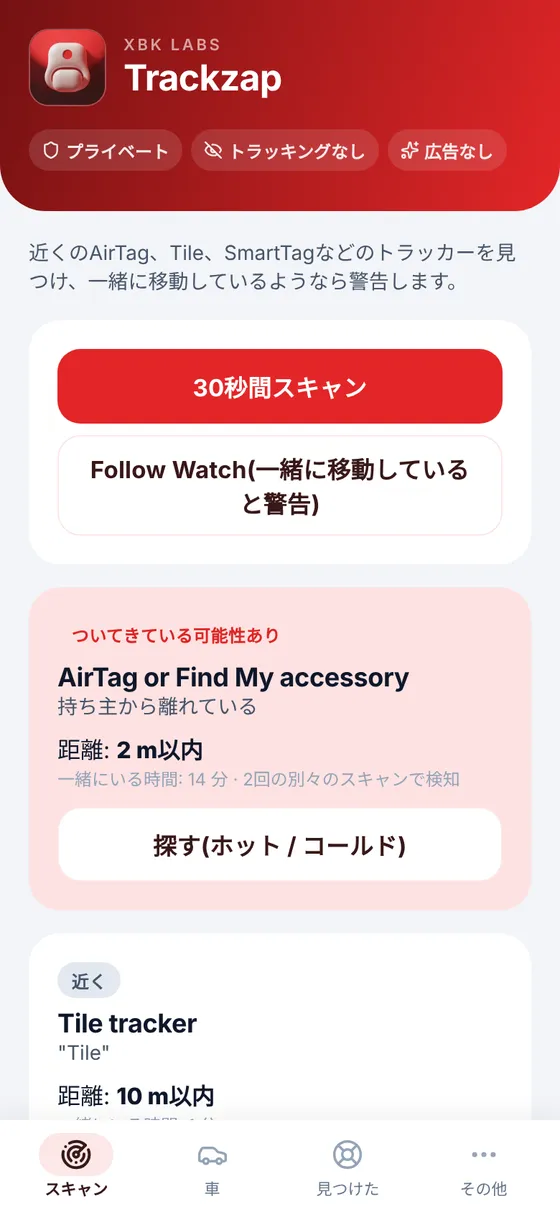 XBK LABS
Trackzap
プライベート
トラッキングなし
広告なし
近くのAirTag、Tile、SmartTagなどのトラッカーを見
つけ、一緒に移動しているようなら警告します。
30秒間スキャン
Follow Watch(一緒に移動している
と警告)
ついてきている可能性あり
AirTag or Find My accessory
持ち主から離れている
距離: 2 m以内
一緒にいる時間: 14 分 · 2回の別々のスキャンで検知
探す(ホット / コールド)
近く
Tile tracker
"Tile"
距離: 10 m以内
スキャン
車
見つけた
その他